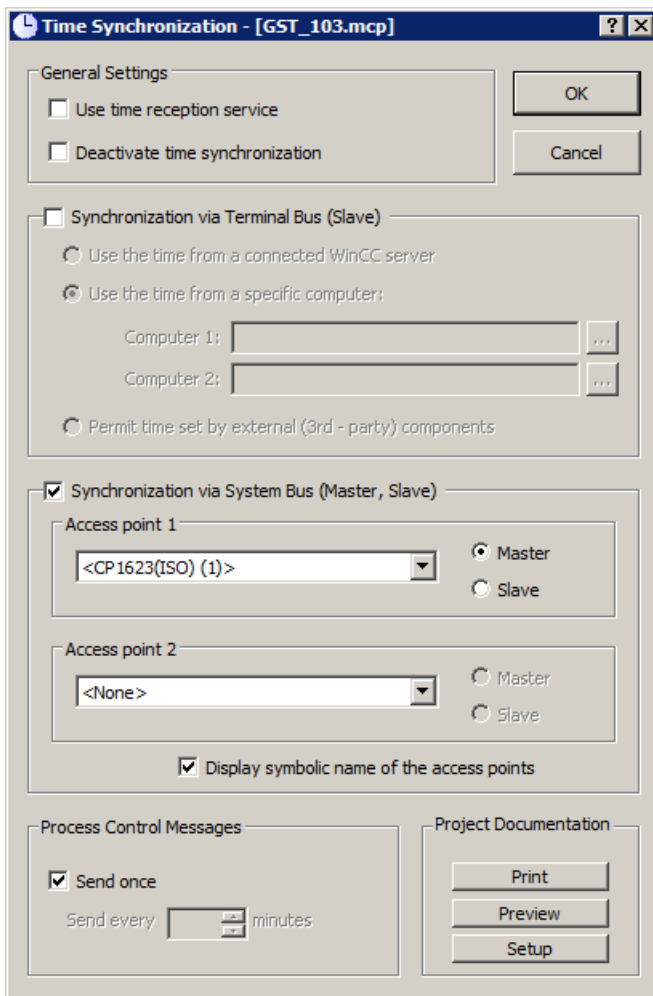 Time Synchronization - [GST_103.mcp]
General Settings
Use time reception service
Deactivate time synchronization
OK
Cancel
Synchronization via Terminal Bus (Slave)
Use the time from a connected WinCC server
Use the time from a specific computer:
Computer 1:
...
Computer 2:
...
Permit time set by external (3rd - party) components
Synchronization via System Bus (Master, Slave)
Access point 1
<CP1623(ISO) (1)>
Master
Slave
Access point 2
<None>
Master
Slave
Display symbolic name of the access points
Process Control Messages
Send once
Send every minutes
Project Documentation
Print
Preview
Setup